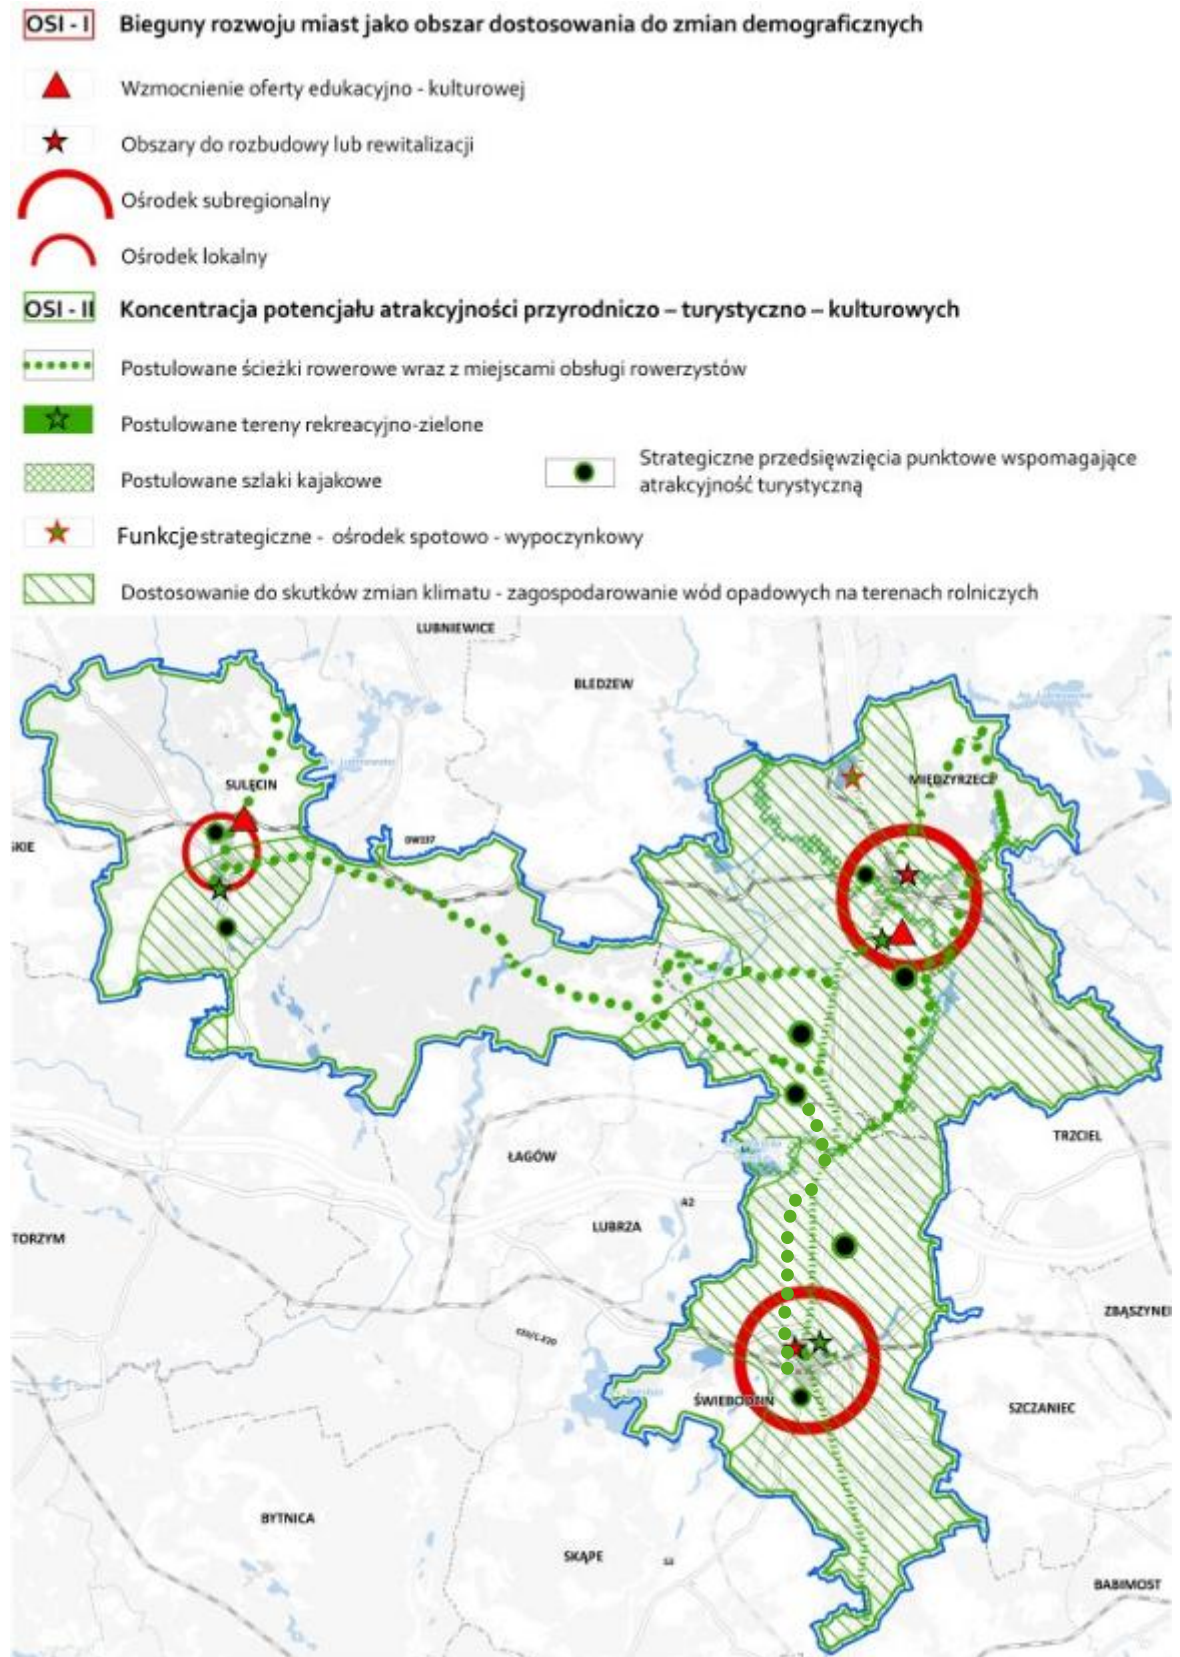 OSI - I Bieguny rozwoju miast jako obszar dostosowania do zmian demograficznych
Wzmocnienie oferty edukacyjno - kulturowej
Obszary do rozbudowy lub rewitalizacji
Ośrodek subregionalny
Ośrodek lokalny
OSI - II Koncentracja potencjału atrakcyjności przyrodniczo – turystyczno – kulturowych
Postulowane ścieżki rowerowe wraz z miejscami obsługi rowerzystów
Postulowane tereny rekreacyjno-zielone
Strategiczne przedsięwzięcia punktowe wspomagające
atrakcyjność turystyczną
Postulowane szlaki kajakowe
Funkcje strategiczne - ośrodek spotowo - wypoczynkowy
Dostosowanie do skutków zmian klimatu - zagospodarowanie wód opadowych na terenach rolniczych
LUBNIEWICE
BLEDZEW
MIĘDZYRZECZ
SULĘCIN
SKIE
DW137
TRZCIEL
ŁAGÓW
A2
LUBRZA
TORZYM
ZBĄSZYNE
ŚWIEBODZIN
SZCZANIEC
BYTNICA
SKĄPE
S3
BABIMOST